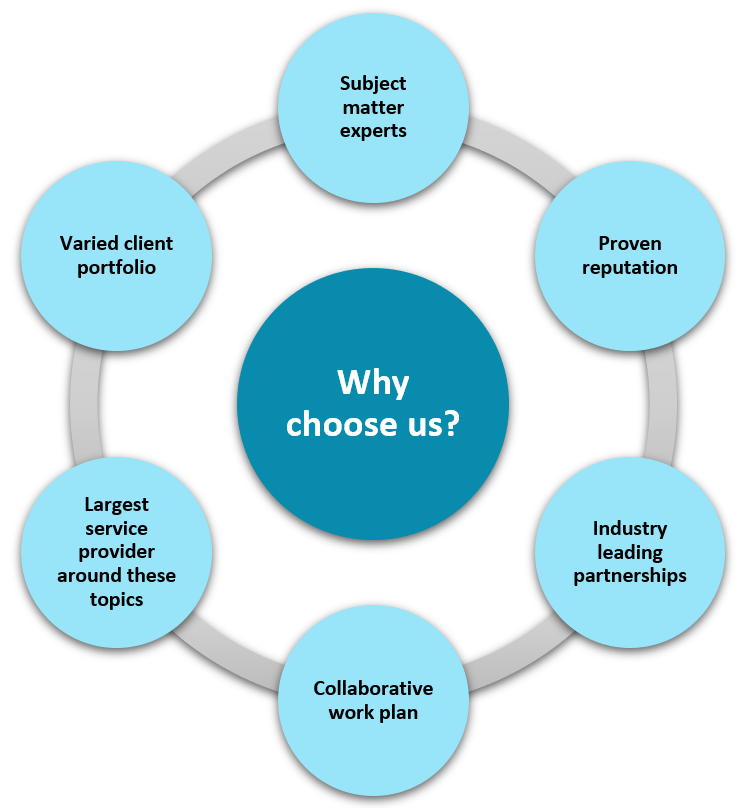 Subject
matter
experts
Proven
reputation
Industry
leading
partnerships
Collaborative
work plan
Largest
service
provider
around these
topics
Varied client
portfolio
Why
choose us?